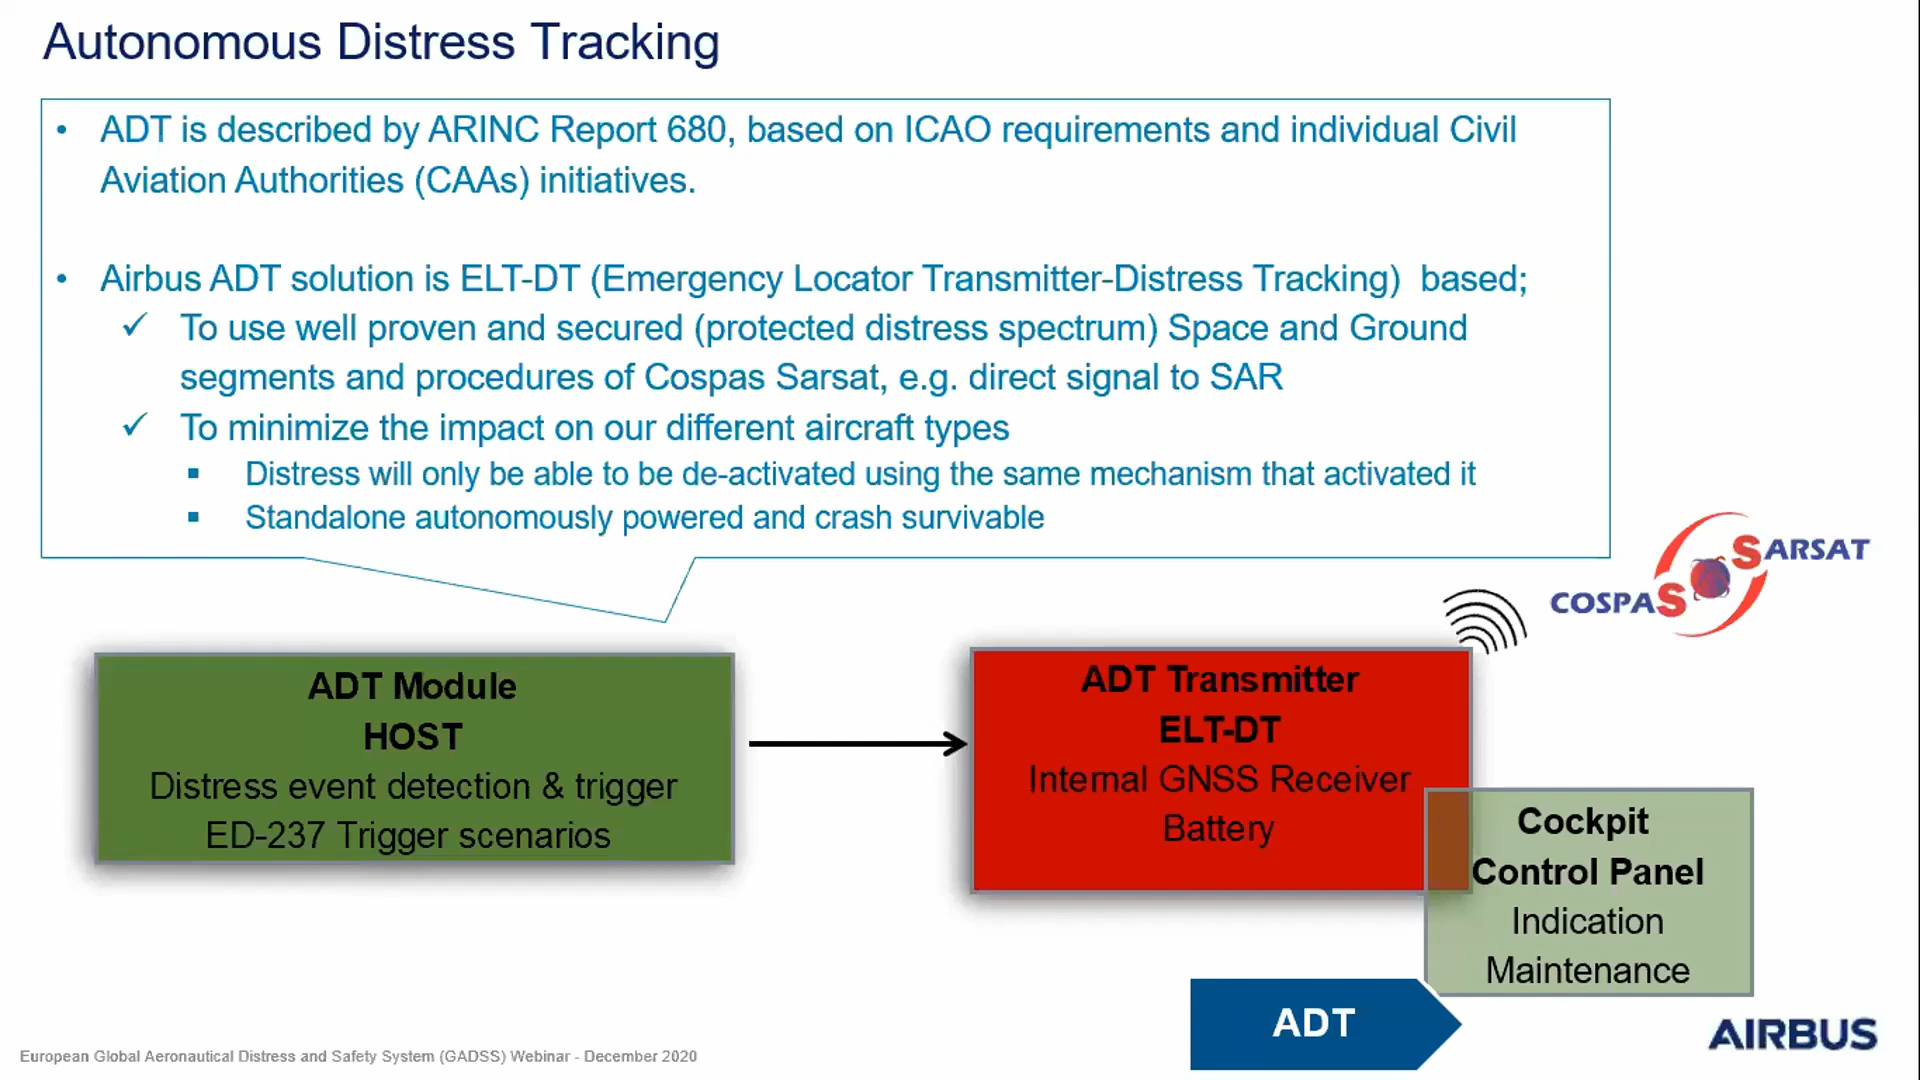 Autonomous Distress Tracking
• ADT is described by ARINC Report 680, based on ICAO requirements and individual Civil
Aviation Authorities (CAAs) initiatives.
• Airbus ADT solution is ELT-DT (Emergency Locator Transmitter-Distress Tracking) based;
✓ To use well proven and secured (protected distress spectrum) Space and Ground
segments and procedures of Cospas Sarsat, e.g. direct signal to SAR
✓ To minimize the impact on our different aircraft types
▪ Distress will only be able to be de-activated using the same mechanism that activated it
▪ Standalone autonomously powered and crash survivable
SARSAT
COSPAS
ADT Module
HOST
Distress event detection & trigger
ED-237 Trigger scenarios
ADT Transmitter
ELT-DT
Internal GNSS Receiver
Battery
Cockpit
Control Panel
Indication
Maintenance
ADT
AIRBUS
European Global Aeronautical Distress and Safety System (GADSS) Webinar - December 2020